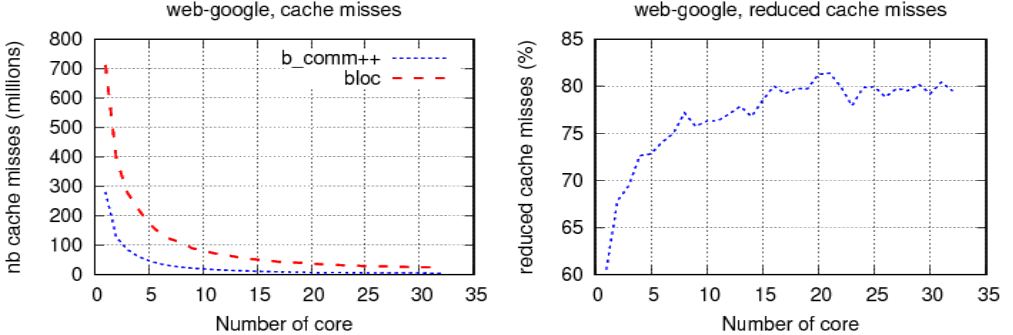 web-google, cache misses
nb cache misses (millions)
800
700
600
500
400
300
200
100
0
b_comm++
bloc
0 5 10 15 20 25 30 35
Number of core
web-google, reduced cache misses
reduced cache misses (%)
85
80
75
70
65
60
0 5 10 15 20 25 30 35
Number of core